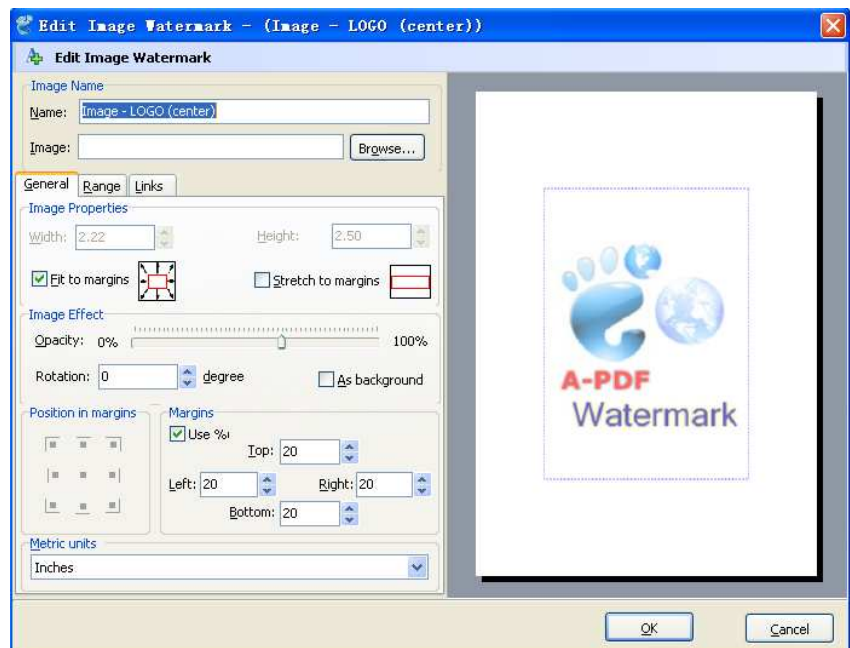 Edit Image Watermark - (Image - LOGO (center))
Edit Image Watermark
Image Name
Name: Image - LOGO (center)
Image: Browse...
General Range Links
Image Properties
Width: 2.22 Height: 2.50
Fit to margins Stretch to margins
Image Effect
Opacity: 0% 100%
Rotation: 0 degree As background
Position in margins Margins
Use %
Top: 20
Left: 20 Right: 20
Bottom: 20
Metric units
Inches
A-PDF
Watermark
OK Cancel